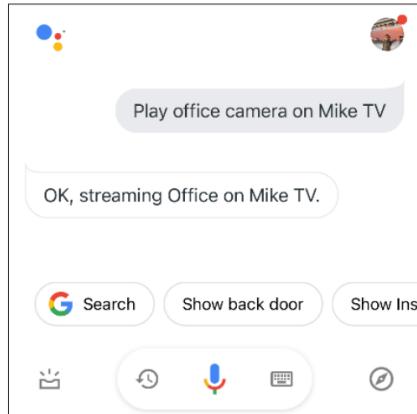 Play office camera on Mike TV
OK, streaming Office on Mike TV.
Search
Show back door
Show Ins